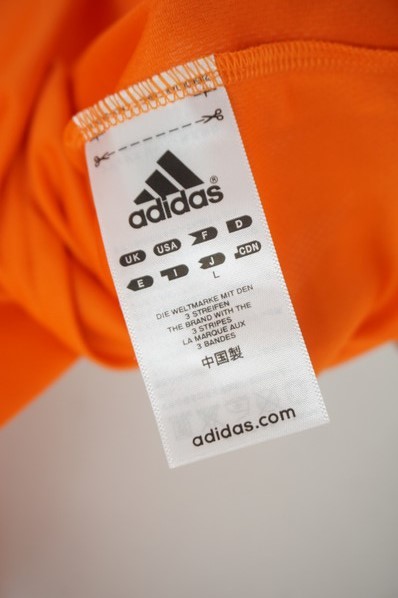 adidas®
UK USA F D
E I J CDN
L
DIE WELTMARKE MIT DEN
3 STREIFEN
THE BRAND WITH THE
3 STRIPES
LA MARQUE AUX
3 BANDES
中国製
adidas.com